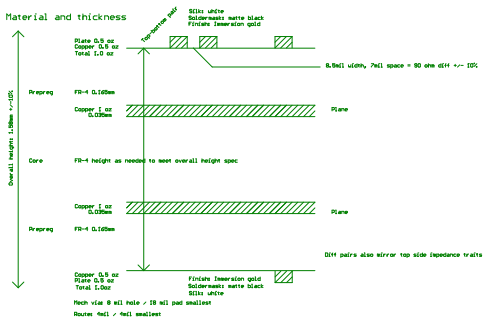 Material and thickness
Top-bottom pair
Silk: white
Soldermask: matte black
Finish: Immersion gold
Plate 0.5 oz
Copper 0.5 oz
Total 1.0 oz
8.5mil width, 7mil space = 90 ohm diff +/- 10%
Overall height: 1.58mm +/-10%
Prepreg FR-4 0.165mm
Copper 1 oz
0.035mm
Plane
Core FR-4 height as needed to meet overall height spec
Copper 1 oz
0.035mm
Plane
Prepreg FR-4 0.165mm
Diff pairs also mirror top side impedance traits
Copper 0.5 oz
Plate 0.5 oz
Total 1.0oz
Finish: Immersion gold
Soldermask: matte black
Silk: white
Mech via: 8 mil hole / 18 mil pad smallest
Route: 4mil / 4mil smallest